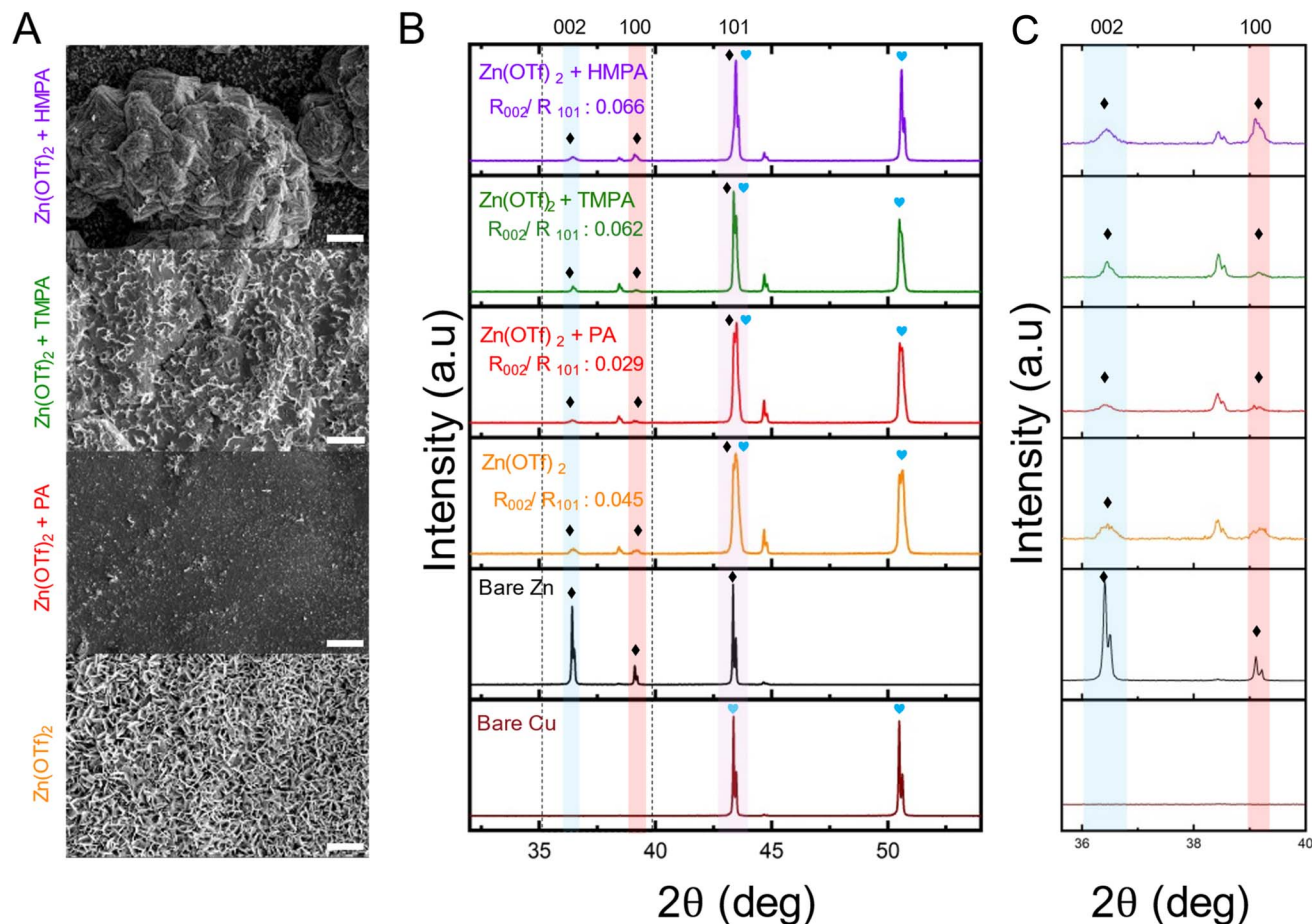 A
Zn(OTf)₂ + HMPA
Zn(OTf)₂ + TMPA
Zn(OTf)₂ + PA
Zn(OTf)₂
B
002 100 101
Zn(OTf)₂ + HMPA
R₀₀₂/ R₁₀₁ : 0.066
Zn(OTf)₂ + TMPA
R₀₀₂/ R₁₀₁ : 0.062
Zn(OTf)₂ + PA
R₀₀₂/ R₁₀₁ : 0.029
Zn(OTf)₂
R₀₀₂/ R₁₀₁ : 0.045
Bare Zn
Bare Cu
Intensity (a.u)
35 40 45 50
2θ (deg)
C
002 100
Intensity (a.u)
36 38 40
2θ (deg)